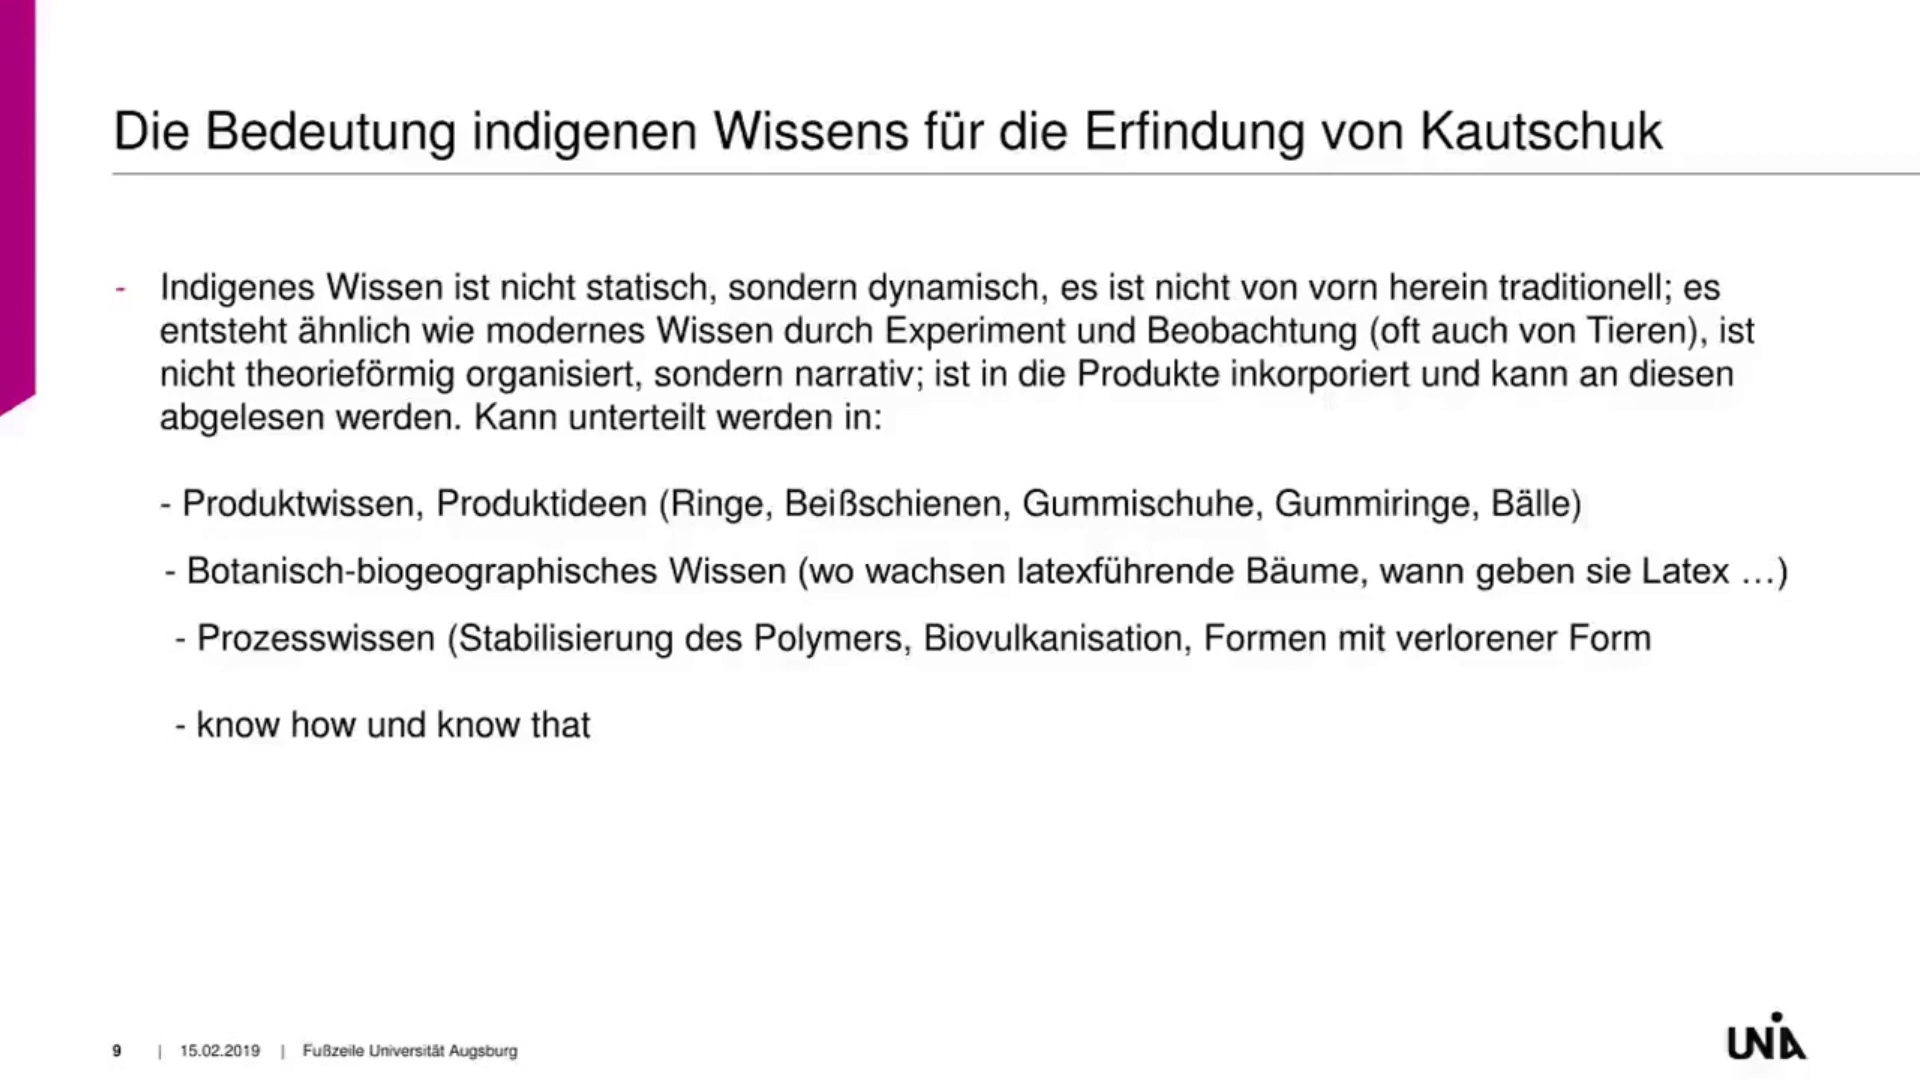 Die Bedeutung indigenen Wissens für die Erfindung von Kautschuk
- Indigenes Wissen ist nicht statisch, sondern dynamisch, es ist nicht von vorn herein traditionell; es
entsteht ähnlich wie modernes Wissen durch Experiment und Beobachtung (oft auch von Tieren), ist
nicht theorieförmig organisiert, sondern narrativ; ist in die Produkte inkorporiert und kann an diesen
abgelesen werden. Kann unterteilt werden in:
- Produktwissen, Produktideen (Ringe, Beißschienen, Gummischuhe, Gummiringe, Bälle)
- Botanisch-biogeographisches Wissen (wo wachsen latexführende Bäume, wann geben sie Latex …)
- Prozesswissen (Stabilisierung des Polymers, Biovulkanisation, Formen mit verlorener Form
- know how und know that
9 | 15.02.2019 | Fußzeile Universität Augsburg
UNIA